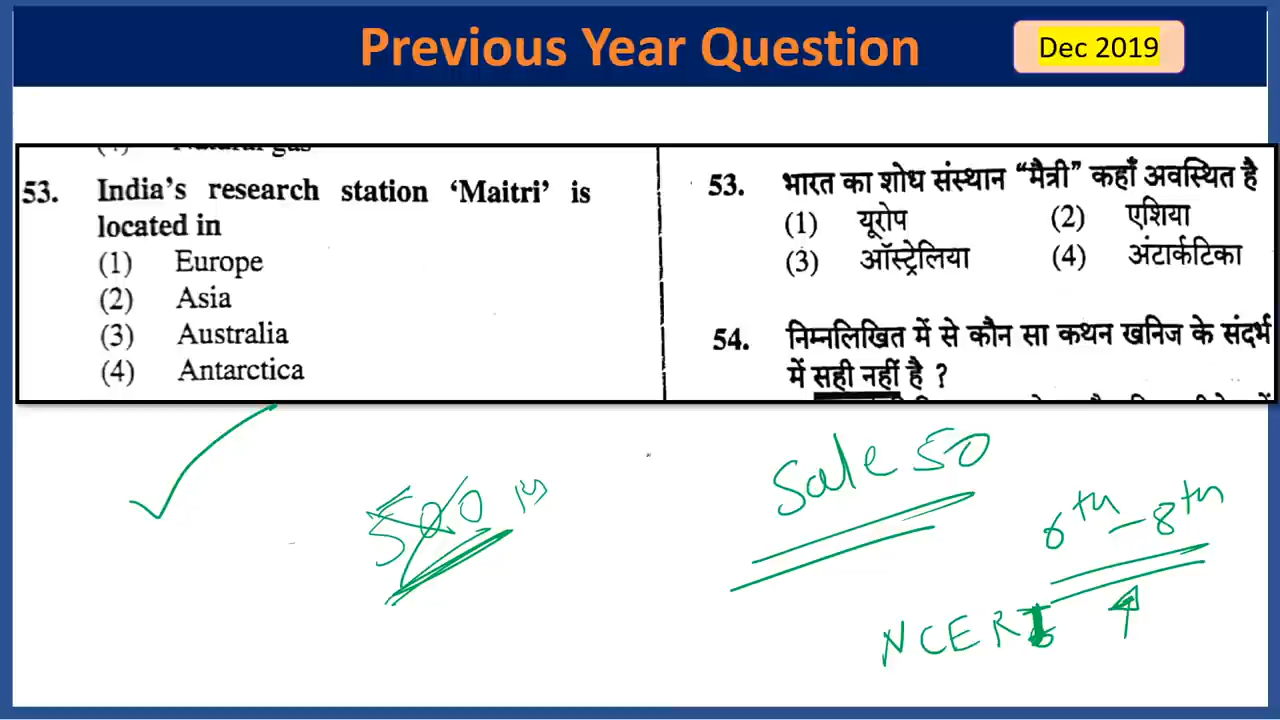 Previous Year Question
Dec 2019
53. India's research station 'Maitri' is
located in
(1) Europe
(2) Asia
(3) Australia
(4) Antarctica
53. भारत का शोध संस्थान “मैत्री” कहाँ अवस्थित है
(1) यूरोप (2) एशिया
(3) ऑस्ट्रेलिया (4) अंटार्कटिका
54. निम्नलिखित में से कौन सा कथन खनिज के संदर्भ
में सही नहीं है ?
500
Sale 50
6th - 8th
NCERT